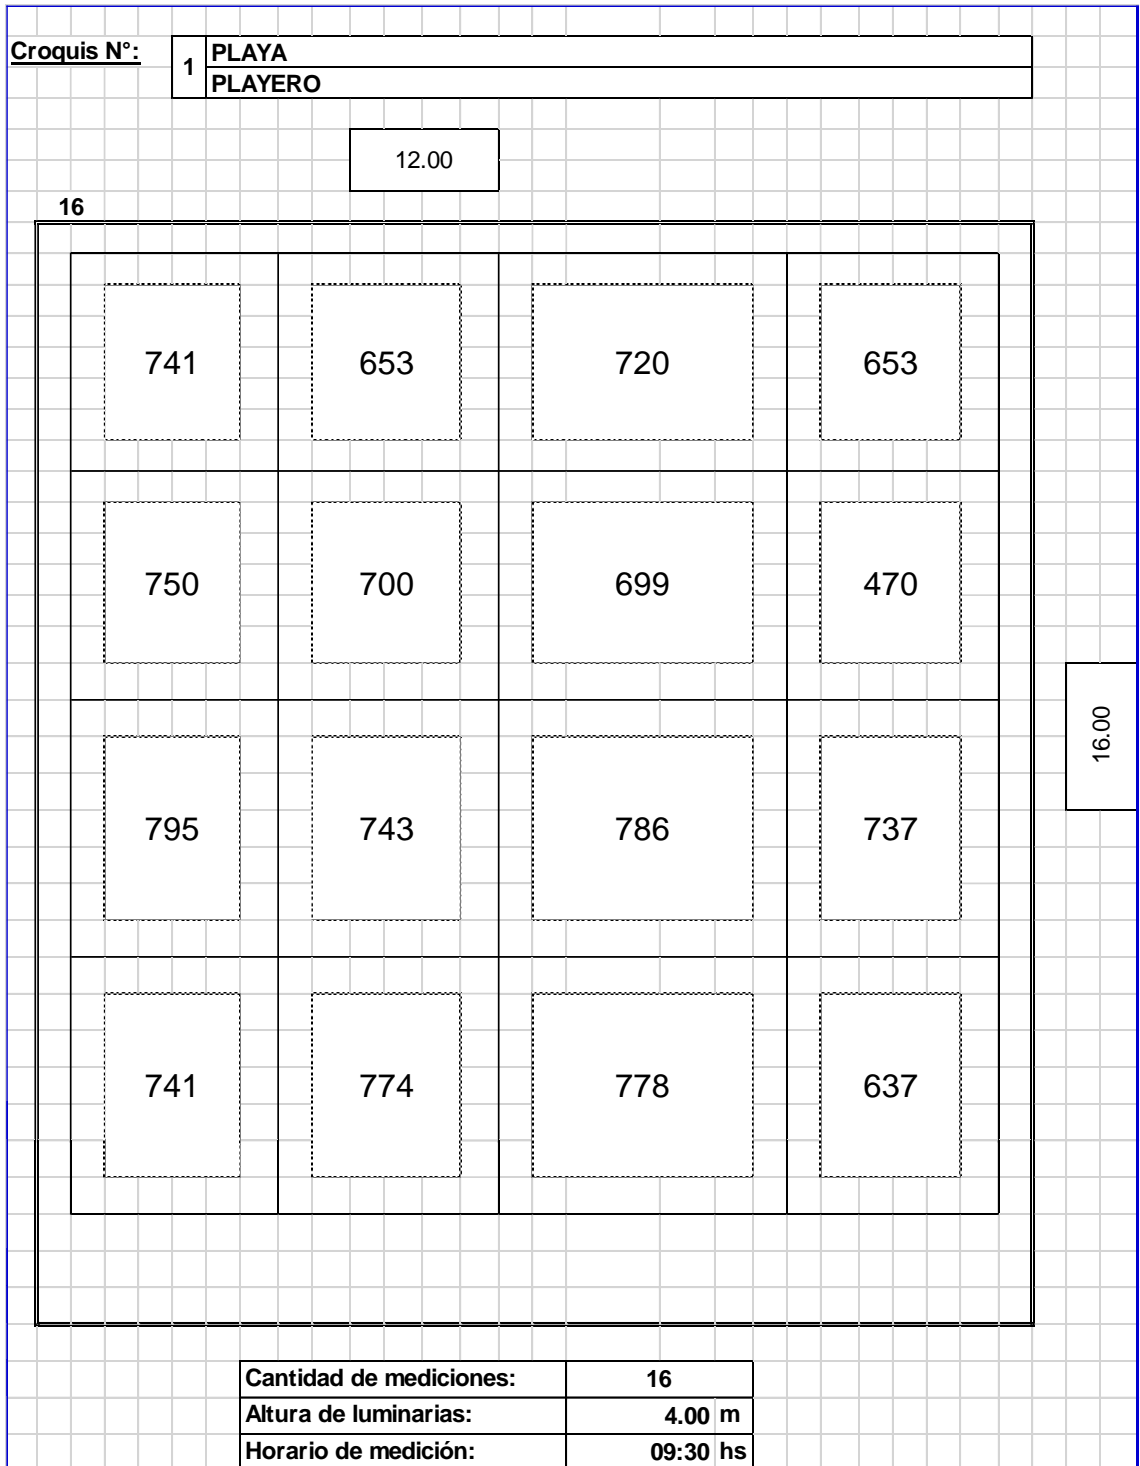 Croquis N°:
1
PLAYA
PLAYERO
12.00
16
741 653 720 653
750 700 699 470
16.00
795 743 786 737
741 774 778 637
Cantidad de mediciones: 16
Altura de luminarias: 4.00 m
Horario de medición: 09:30 hs